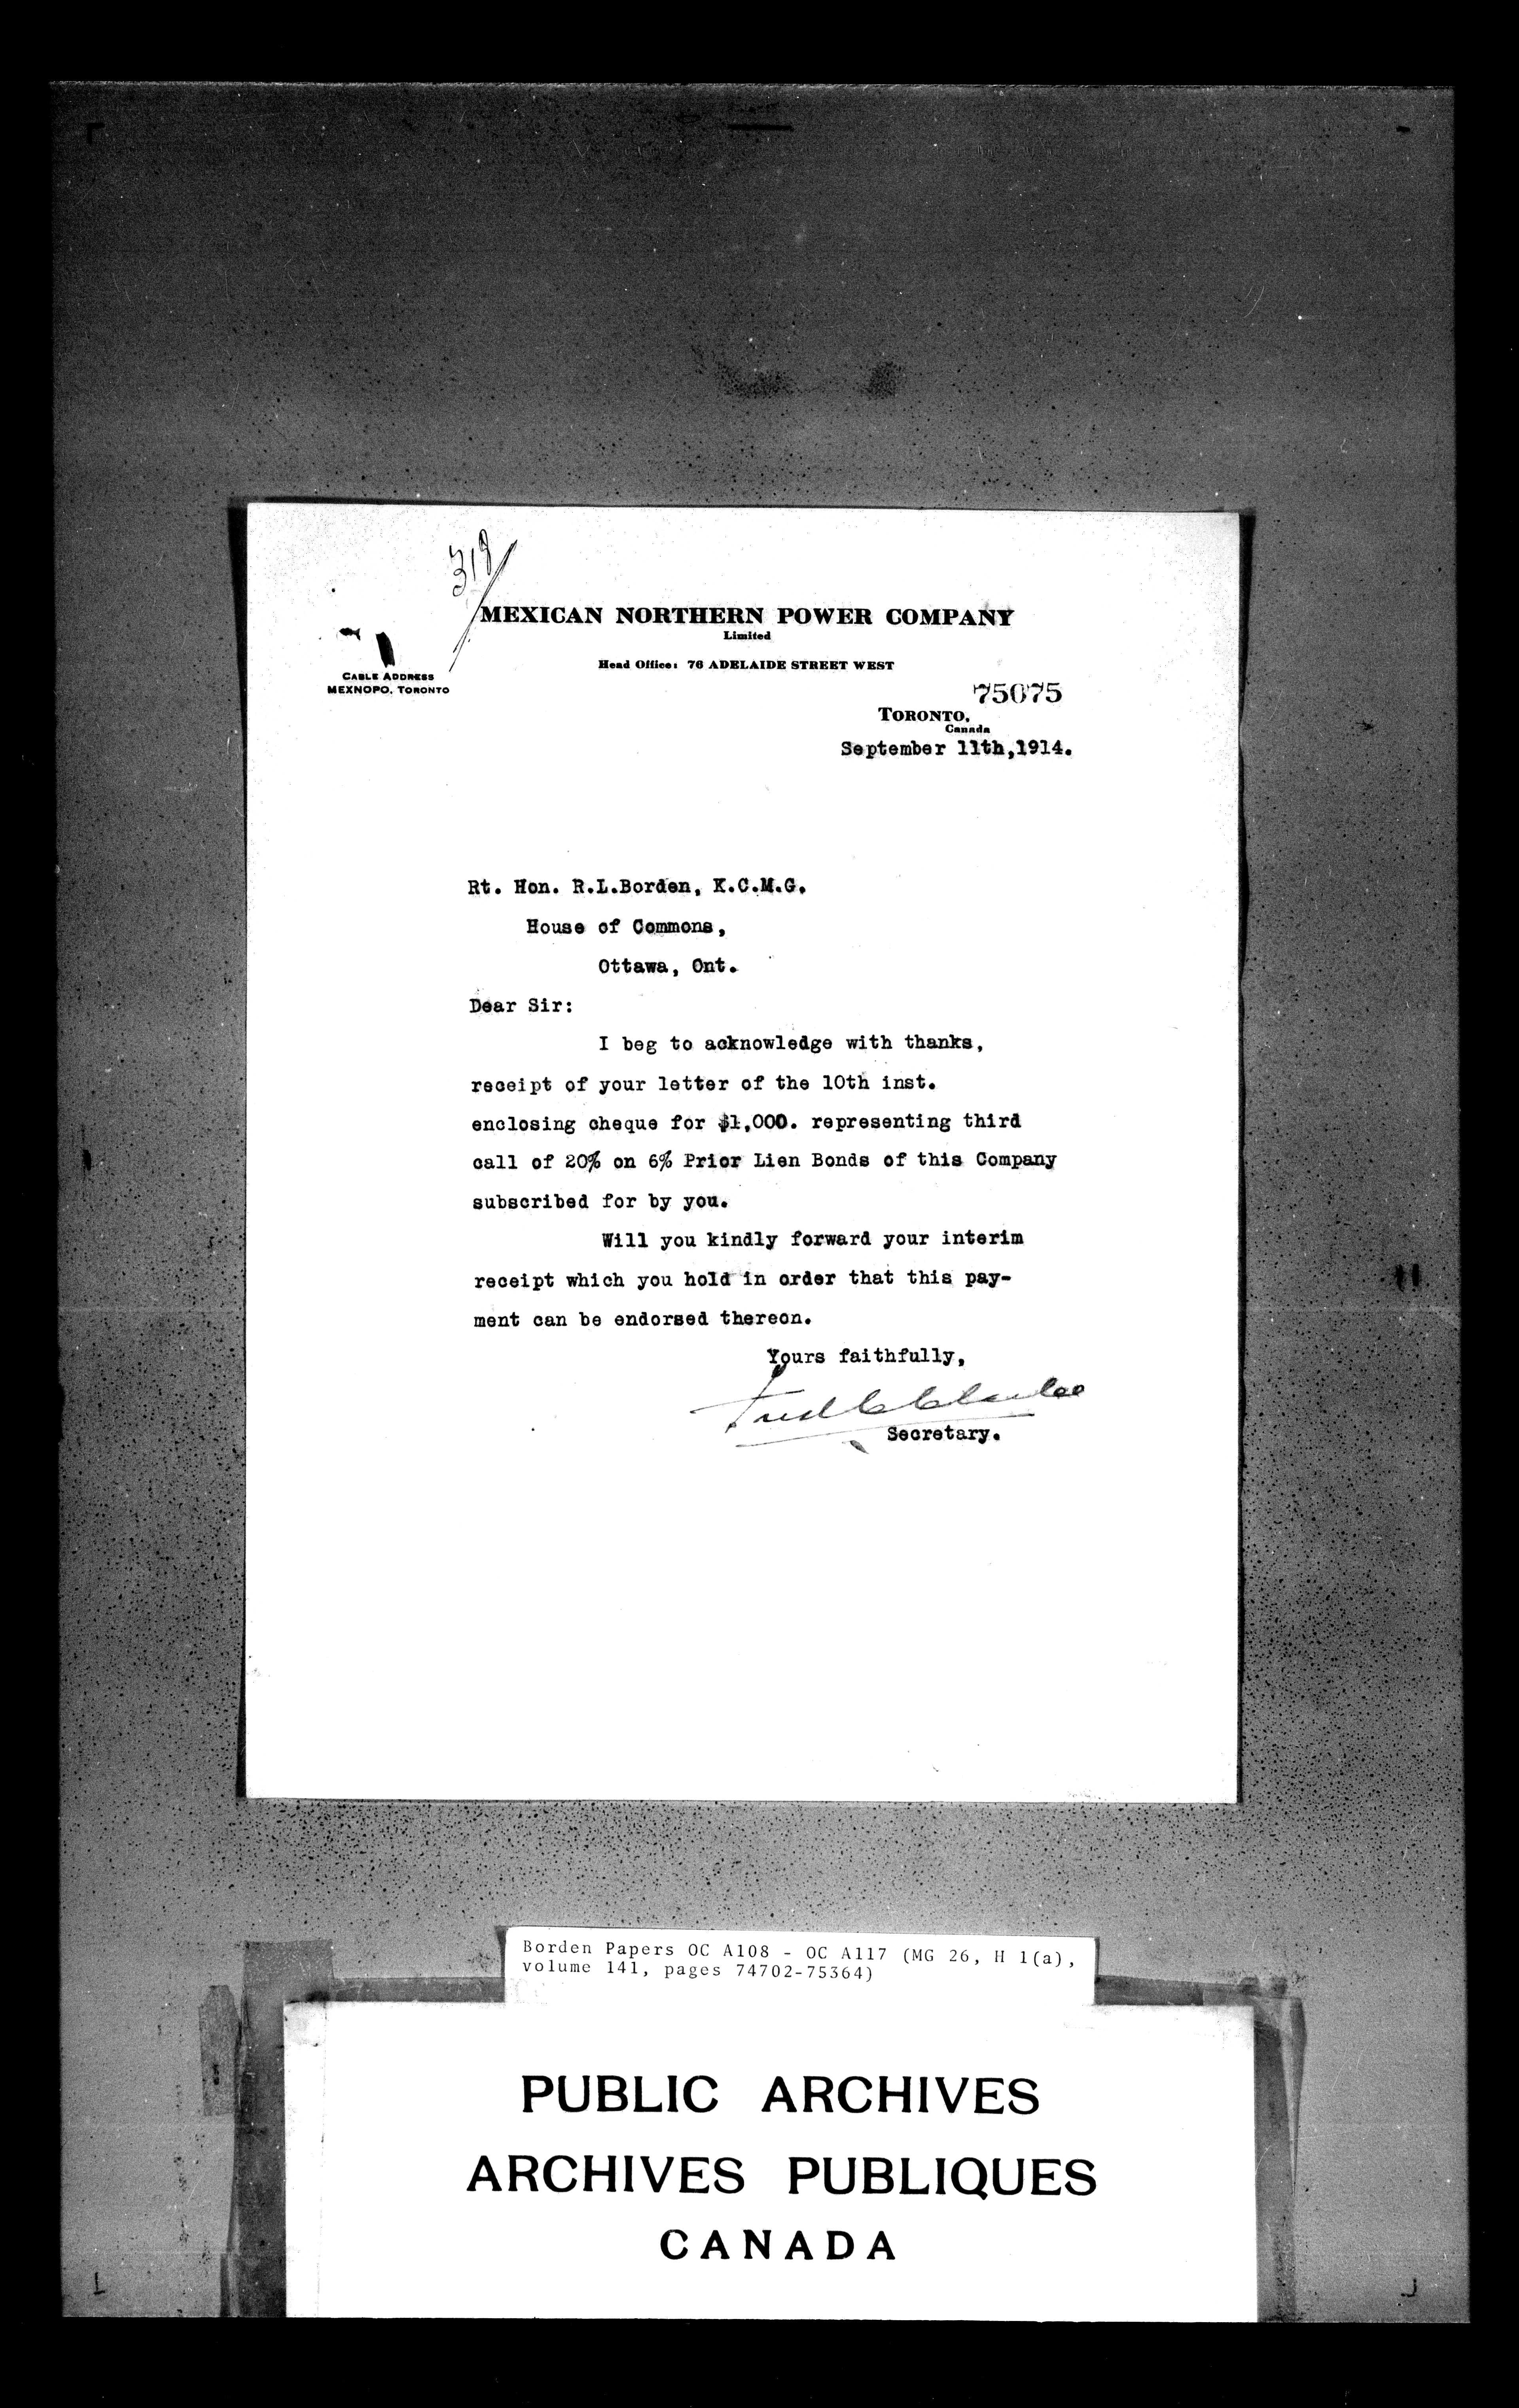 319
MEXICAN NORTHERN POWER COMPANY
Limited
Head Office: 76 ADELAIDE STREET WEST
CABLE ADDRESS
MEXNOPO, TORONTO
75075
TORONTO,
Canada
September 11th,1914.
Rt. Hon. R.L.Borden, K.C.M.G.
House of Commons,
Ottawa, Ont.
Dear Sir:
I beg to acknowledge with thanks,
receipt of your letter of the 10th inst.
enclosing cheque for $1,000. representing third
call of 20% on 6% Prior Lien Bonds of this Company
subscribed for by you.
Will you kindly forward your interim
receipt which you hold in order that this pay-
ment can be endorsed thereon.
Yours faithfully,
Secretary.
Borden Papers OC A108 - OC A117 (MG 26, H 1(a),
volume 141, pages 74702-75364)
PUBLIC ARCHIVES
ARCHIVES PUBLIQUES
CANADA